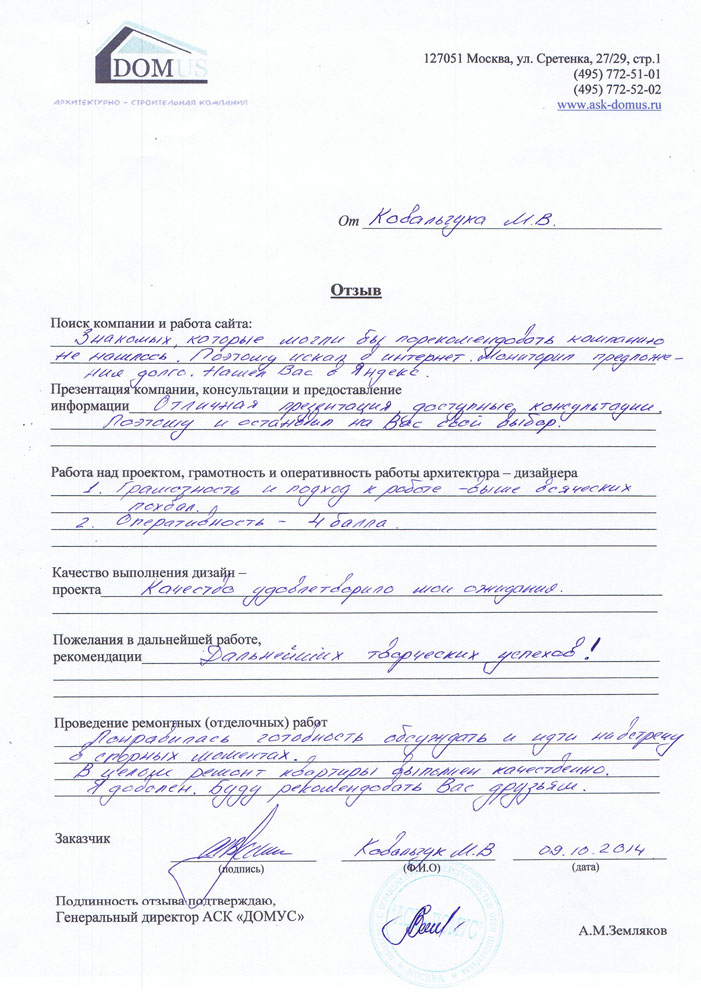 DOMUS
АРХИТЕКТУРНО - СТРОИТЕЛЬНАЯ КОМПАНИЯ
127051 Москва, ул. Сретенка, 27/29, стр.1
(495) 772-51-01
(495) 772-52-02
www.ask-domus.ru
От Ковальчука М.В.
Отзыв
Поиск компании и работа сайта:
Знакомых, которые могли бы порекомендовать компанию
не нашлось. Поэтому искал в интернет. Мониторил предложе-
ния долго. Нашел Вас в Яндекс.
Презентация компании, консультации и предоставление
информации Отличная презентация, доступные консультации.
Поэтому и остановил на Вас свой выбор.
Работа над проектом, грамотность и оперативность работы архитектора – дизайнера
1. Грамотность и подход к работе - выше всяческих
похвал.
2. Оперативность - 4 балла.
Качество выполнения дизайн –
проекта Качество удовлетворило мои ожидания.
Пожелания в дальнейшей работе,
рекомендации Дальнейших творческих успехов!
Проведение ремонтных (отделочных) работ
Понравилась готовность обсуждать и идти навстречу
в спорных моментах.
В целом ремонт квартиры выполнен качественно.
Я доволен. Буду рекомендовать Вас друзьям.
Заказчик Ковальчук М.В 09.10.2014
(подпись) (Ф.И.О) (дата)
Подлинность отзыва подтверждаю,
Генеральный директор АСК «ДОМУС»
А.М.Земляков